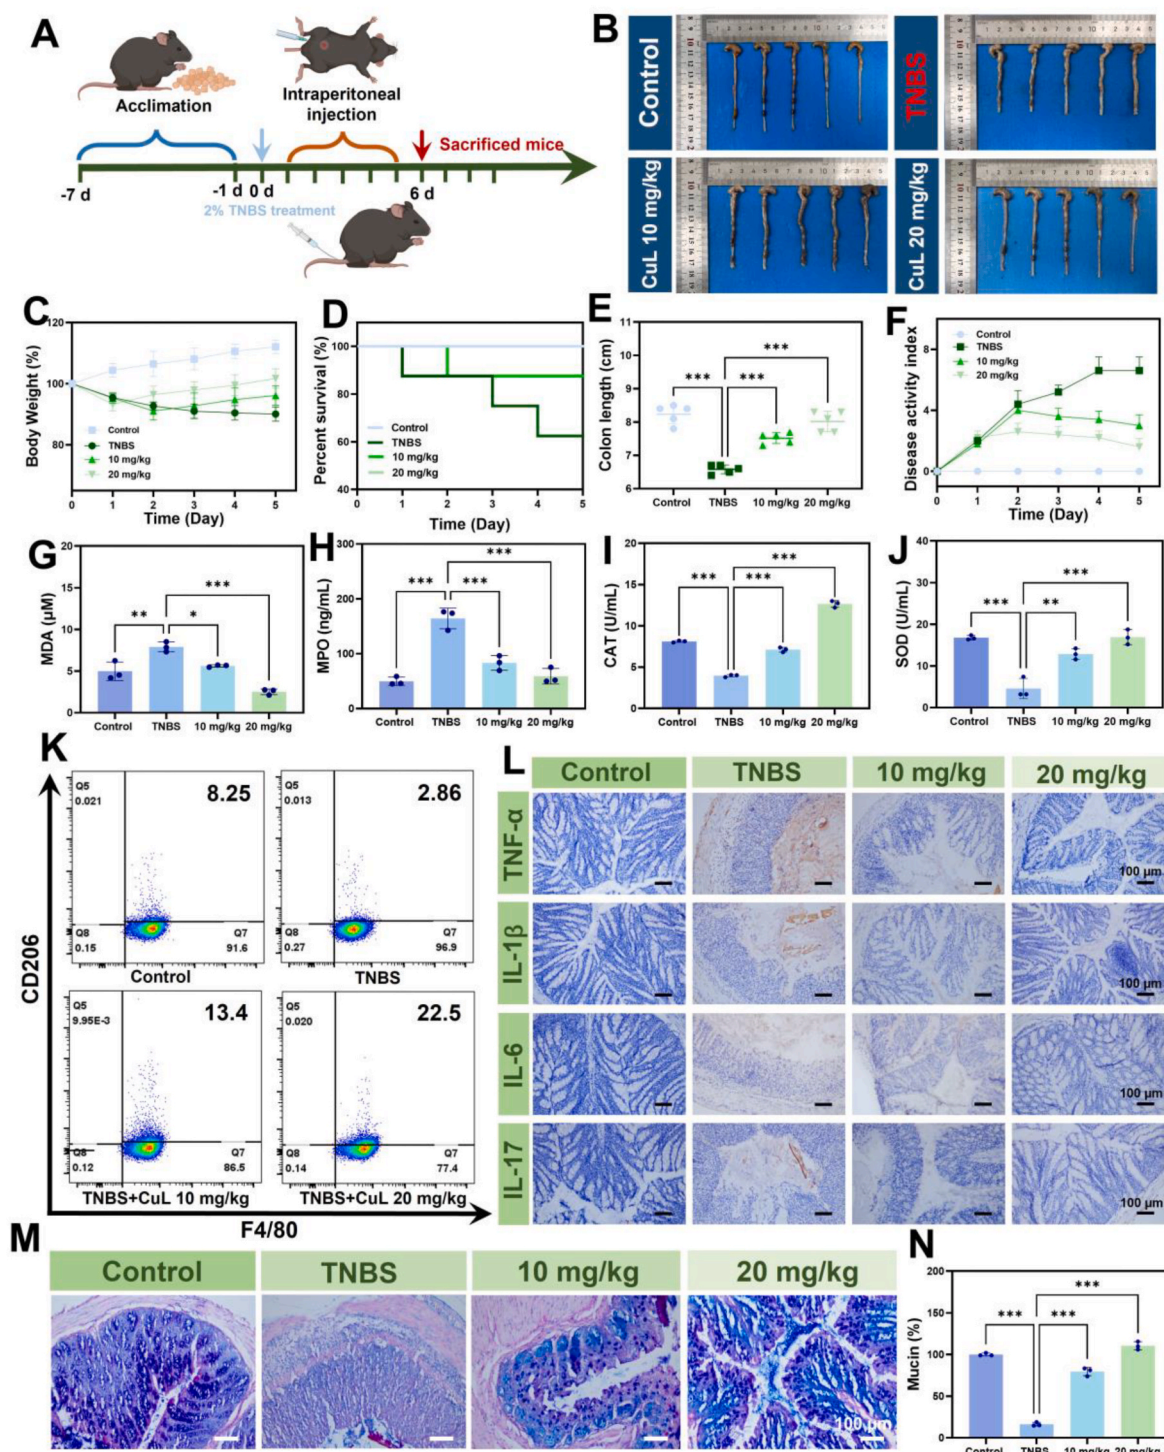 A
Acclimation
Intraperitoneal
injection
Sacrificed mice
-7 d
-1 d
0 d
6 d
2% TNBS treatment
B
Control
TNBS
CuL 10 mg/kg
CuL 20 mg/kg
C
Body Weight (%)
120
100
80
Control
TNBS
10 mg/kg
20 mg/kg
0 1 2 3 4 5
Time (Day)
D
Percent survival (%)
100
80
60
40
Control
TNBS
10 mg/kg
20 mg/kg
0 1 2 3 4 5
Time (Day)
E
Colon length (cm)
11
10
9
8
7
6
*** *** ***
Control TNBS 10 mg/kg 20 mg/kg
F
Disease activity index
8
4
0
Control
TNBS
10 mg/kg
20 mg/kg
0 1 2 3 4 5
Time (Day)
G
MDA (μM)
20
15
10
5
0
***
** *
Control TNBS 10 mg/kg 20 mg/kg
H
MPO (ng/mL)
300
200
100
0
***
*** ***
Control TNBS 10 mg/kg 20 mg/kg
I
CAT (U/mL)
20
15
10
5
0
***
*** ***
Control TNBS 10 mg/kg 20 mg/kg
J
SOD (U/mL)
40
30
20
10
0
***
*** **
Control TNBS 10 mg/kg 20 mg/kg
K
CD206
Q5
0.021
8.25
Q8
0.15
Q7
91.6
Control
Q5
0.013
2.86
Q8
0.27
Q7
96.9
TNBS
Q5
9.95E-3
13.4
Q8
0.12
Q7
86.5
TNBS+CuL 10 mg/kg
Q5
0.020
22.5
Q8
0.14
Q7
77.4
TNBS+CuL 20 mg/kg
F4/80
L
Control TNBS 10 mg/kg 20 mg/kg
TNF-α
100 μm
IL-1β
100 μm
IL-6
100 μm
IL-17
100 μm
M
Control TNBS 10 mg/kg 20 mg/kg
100 μm
N
Mucin (%)
200
150
100
50
0
***
*** ***
Control TNBS 10 mg/kg 20 mg/kg